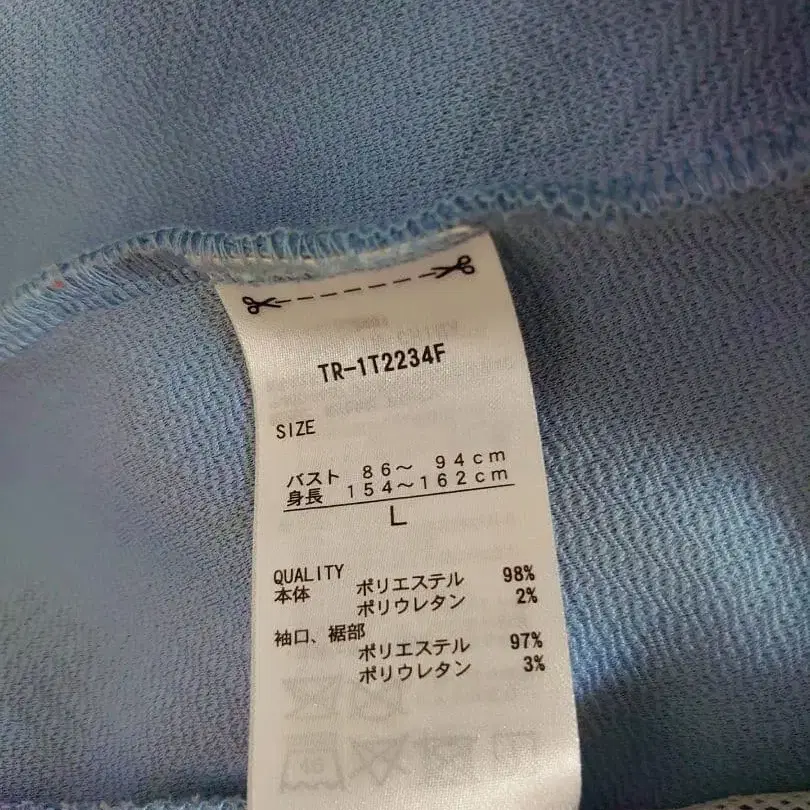 TR-1T2234F
SIZE
バスト 86～ 94cm
身長 154～162cm
L
QUALITY
本体 ポリエステル 98%
ポリウレタン 2%
袖口、裾部
ポリエステル 97%
ポリウレタン 3%